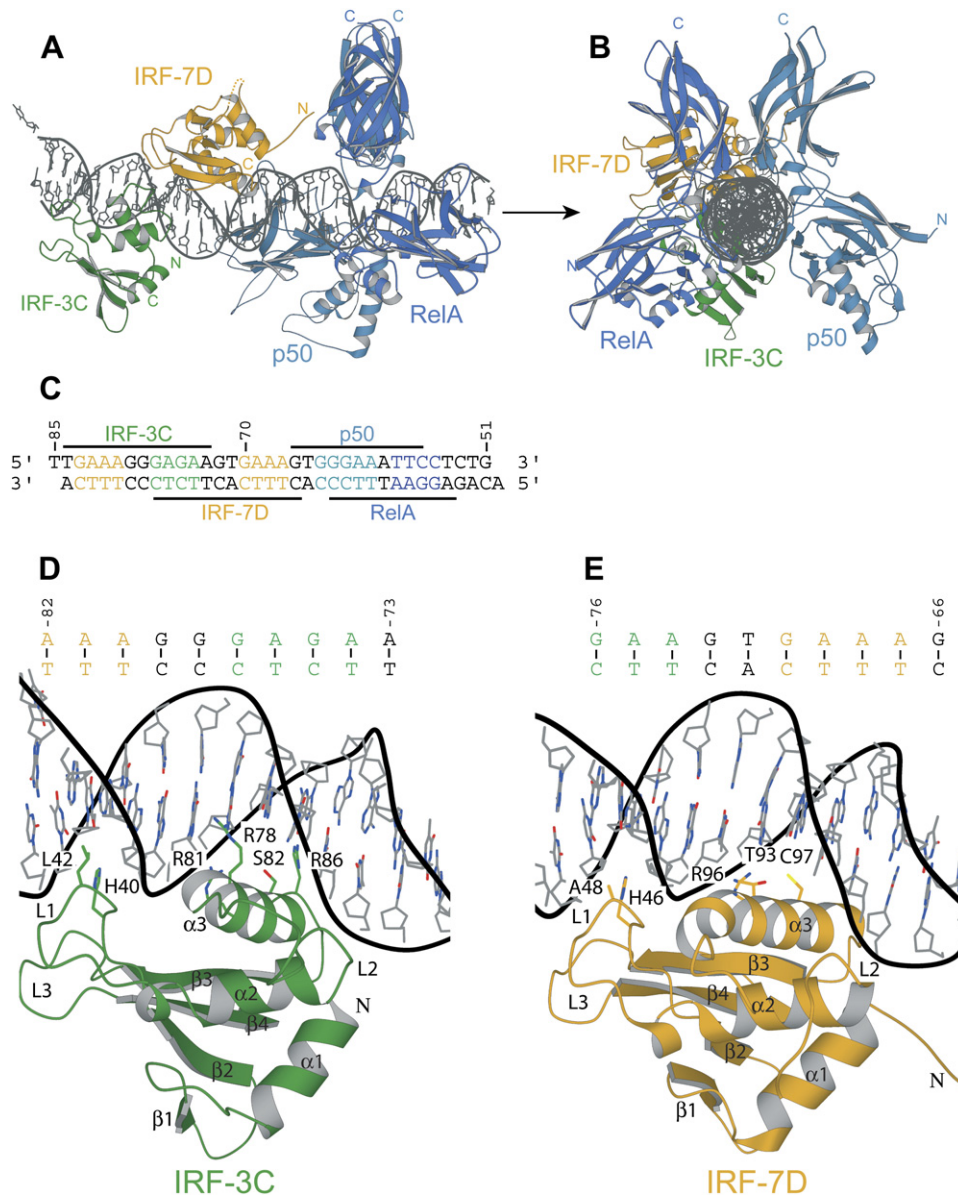 A
B
C C
IRF-7D
N
C
N
C
IRF-3C
RelA
p50
C C
IRF-7D
N
N
RelA
IRF-3C
p50
C
-85
-70
-51
IRF-3C
p50
5' TTGAAAGGGAGAAGTGAAAGTGGGAAATTCCTCTG 3'
3' ACTTTCCCTCTTCACTTTCACCCTTTAAGGAGACA 5'
IRF-7D
RelA
D
-82
-73
A A A G G G A G A A
T T T C C C T C T T
L42
H40
R81
R78
S82
R86
L1
L3
α3
L2
β3
α2
β4
N
β2
α1
β1
IRF-3C
E
-76
-66
G A A G T G A A A G
C T T C A C T T T C
A48
H46
R96
T93
C97
L1
L3
α3
L2
β3
β4
α2
β2
α1
N
β1
IRF-7D